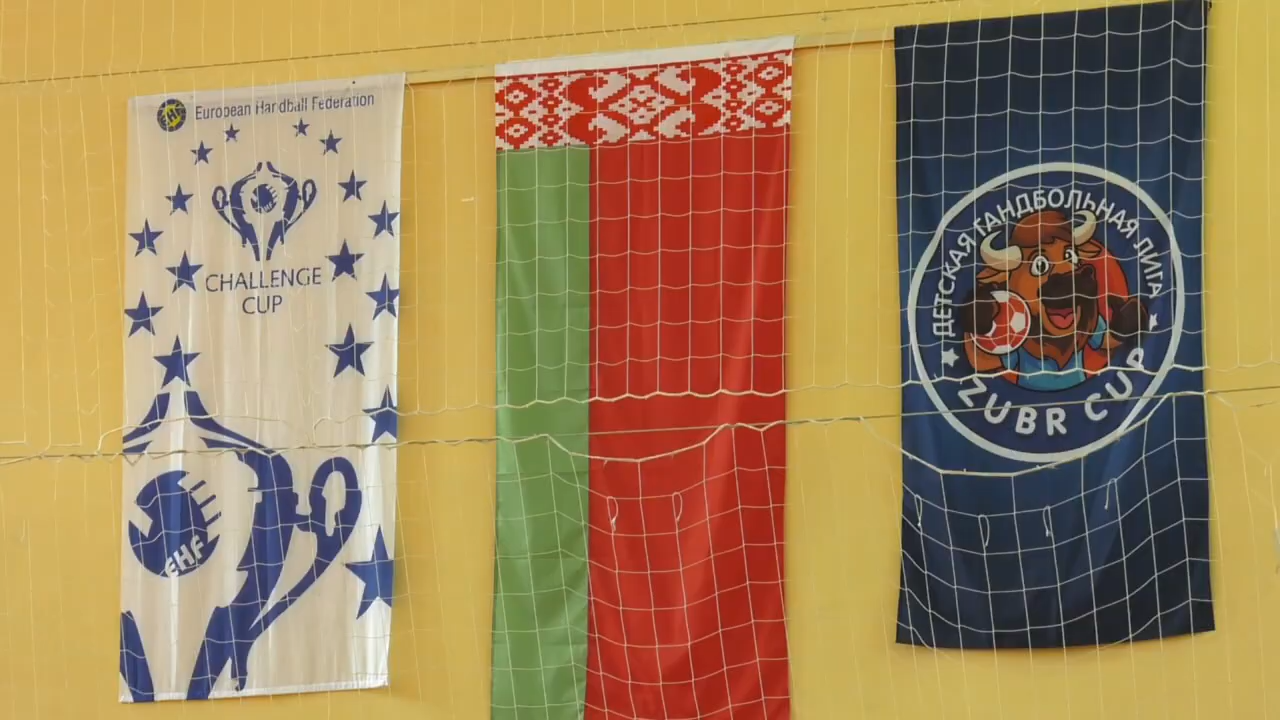 European Handball Federation
CHALLENGE
CUP
EHF
ДЕТСКАЯ ГАНДБОЛЬНАЯ ЛИГА
ZUBR CUP